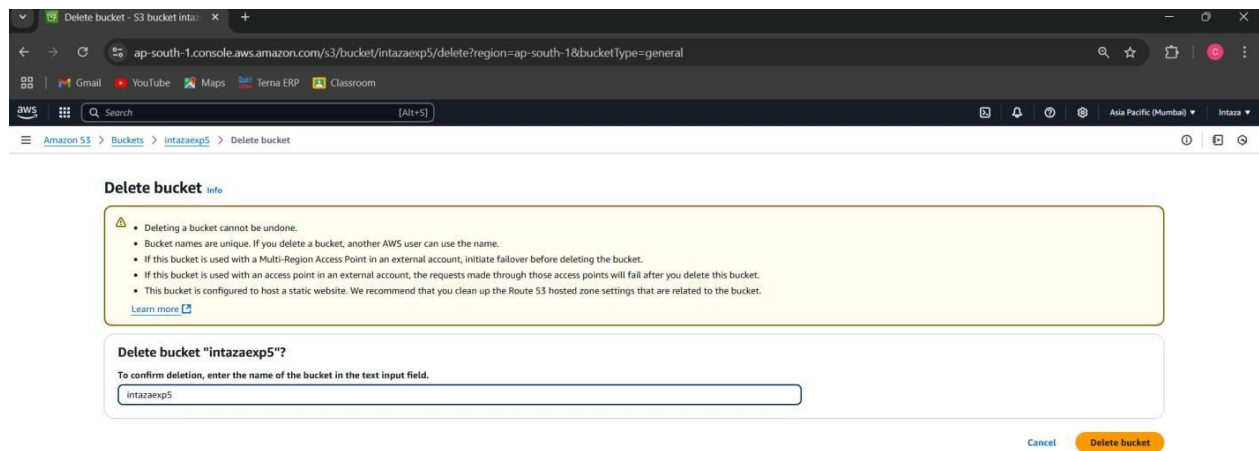 Delete bucket - S3 bucket intaz
ap-south-1.console.aws.amazon.com/s3/bucket/intazaexp5/delete?region=ap-south-1&bucketType=general
C
Gmail YouTube Maps Terna ERP Classroom
aws Search [Alt+S] Asia Pacific (Mumbai) Intaza
Amazon S3 > Buckets > intazaexp5 > Delete bucket
Delete bucket Info
• Deleting a bucket cannot be undone.
• Bucket names are unique. If you delete a bucket, another AWS user can use the name.
• If this bucket is used with a Multi-Region Access Point in an external account, initiate failover before deleting the bucket.
• If this bucket is used with an access point in an external account, the requests made through those access points will fail after you delete this bucket.
• This bucket is configured to host a static website. We recommend that you clean up the Route 53 hosted zone settings that are related to the bucket.
Learn more
Delete bucket "intazaexp5"?
To confirm deletion, enter the name of the bucket in the text input field.
intazaexp5
Cancel Delete bucket